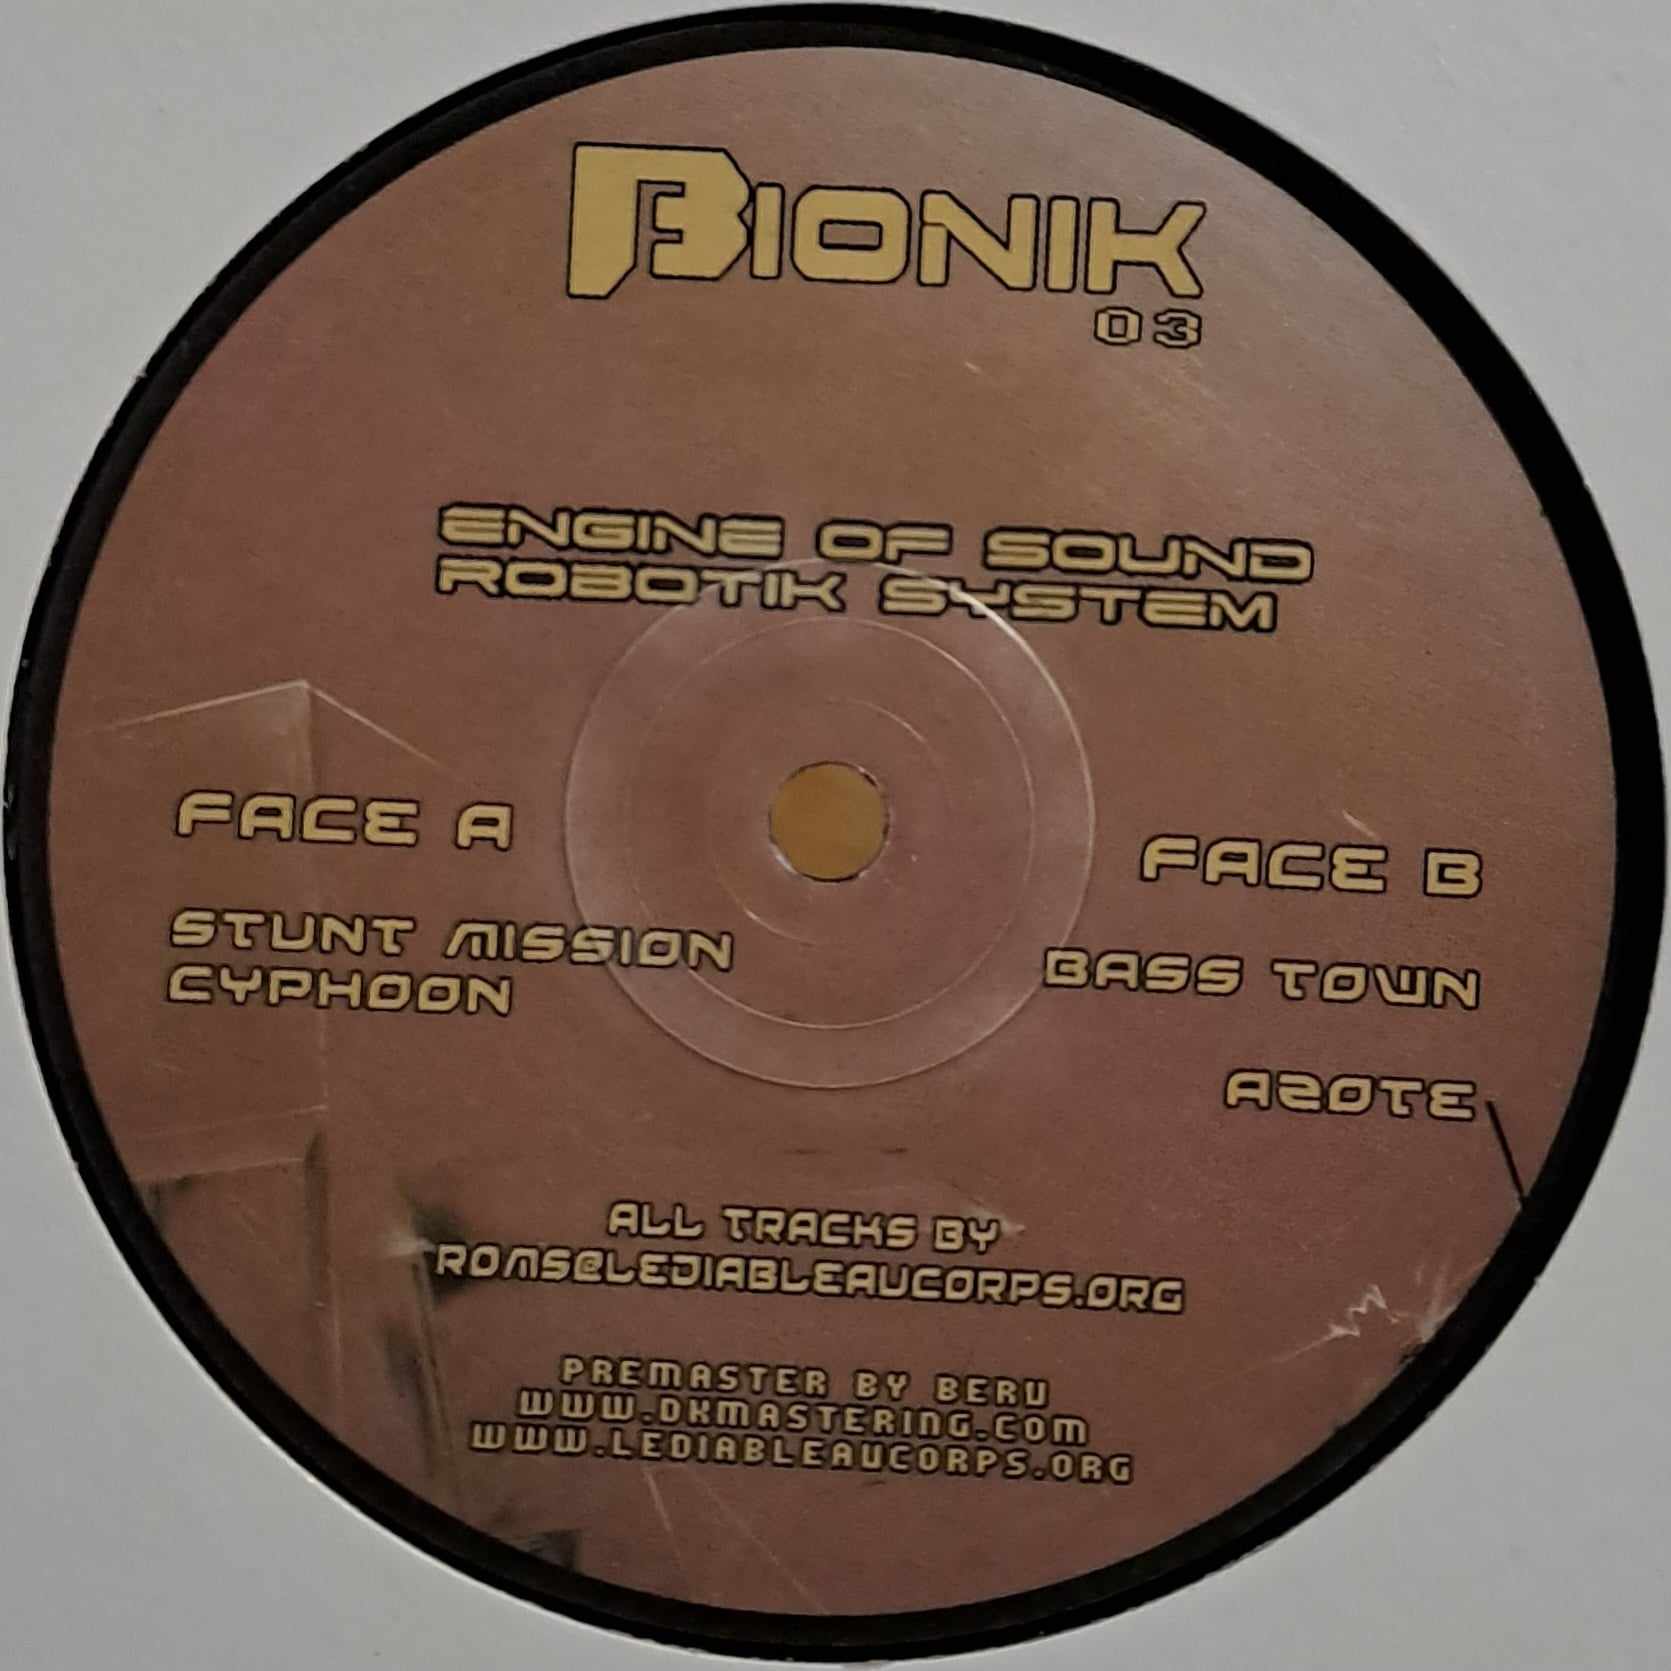 BIONIK
03
ENGINE OF SOUND
ROBOTIK SYSTEM
FACE A
STUNT MISSION
CYPHOON
FACE B
BASS TOWN
AZOTE
ALL TRACKS BY
ROMS@LEDIABLEAUCORPS.ORG
PREMASTER BY BERU
WWW.DKMASTERING.COM
WWW.LEDIABLEAUCORPS.ORG